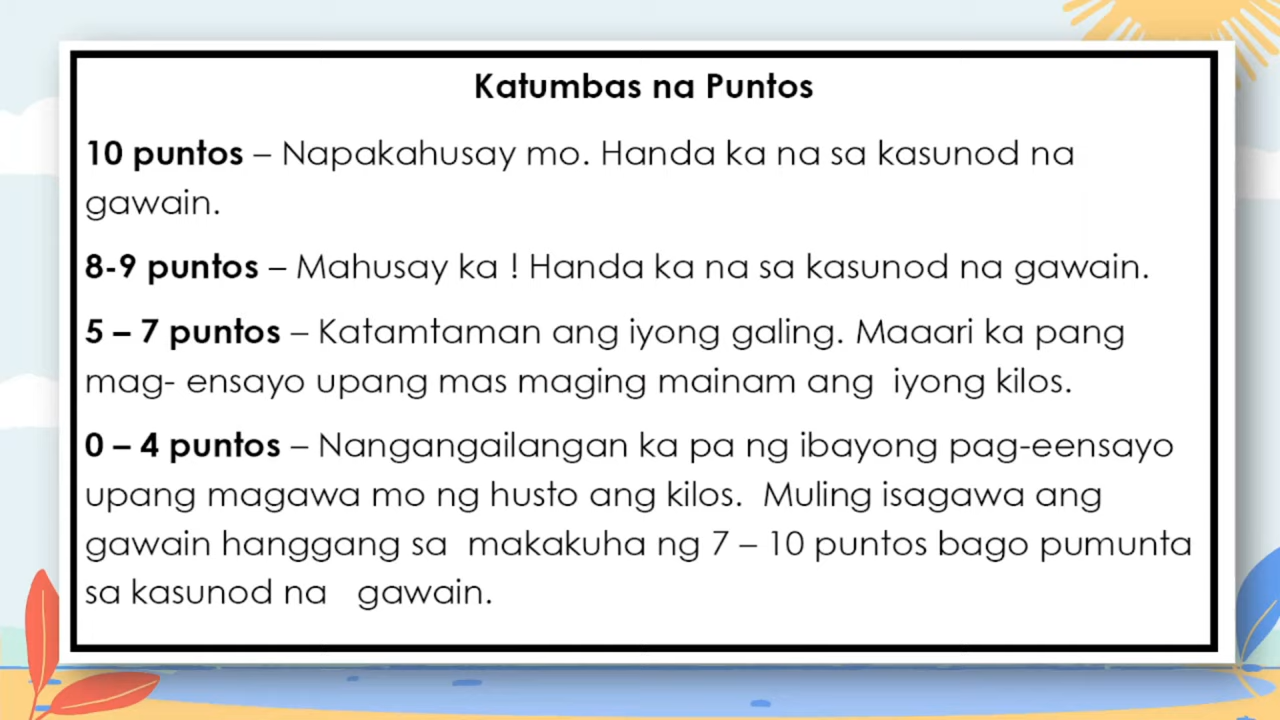 Katumbas na Puntos
10 puntos – Napakahusay mo. Handa ka na sa kasunod na
gawain.
8-9 puntos – Mahusay ka ! Handa ka na sa kasunod na gawain.
5 – 7 puntos – Katamtaman ang iyong galing. Maaari ka pang
mag- ensayo upang mas maging mainam ang iyong kilos.
0 – 4 puntos – Nangangailangan ka pa ng ibayong pag-eensayo
upang magawa mo ng husto ang kilos. Muling isagawa ang
gawain hanggang sa makakuha ng 7 – 10 puntos bago pumunta
sa kasunod na gawain.